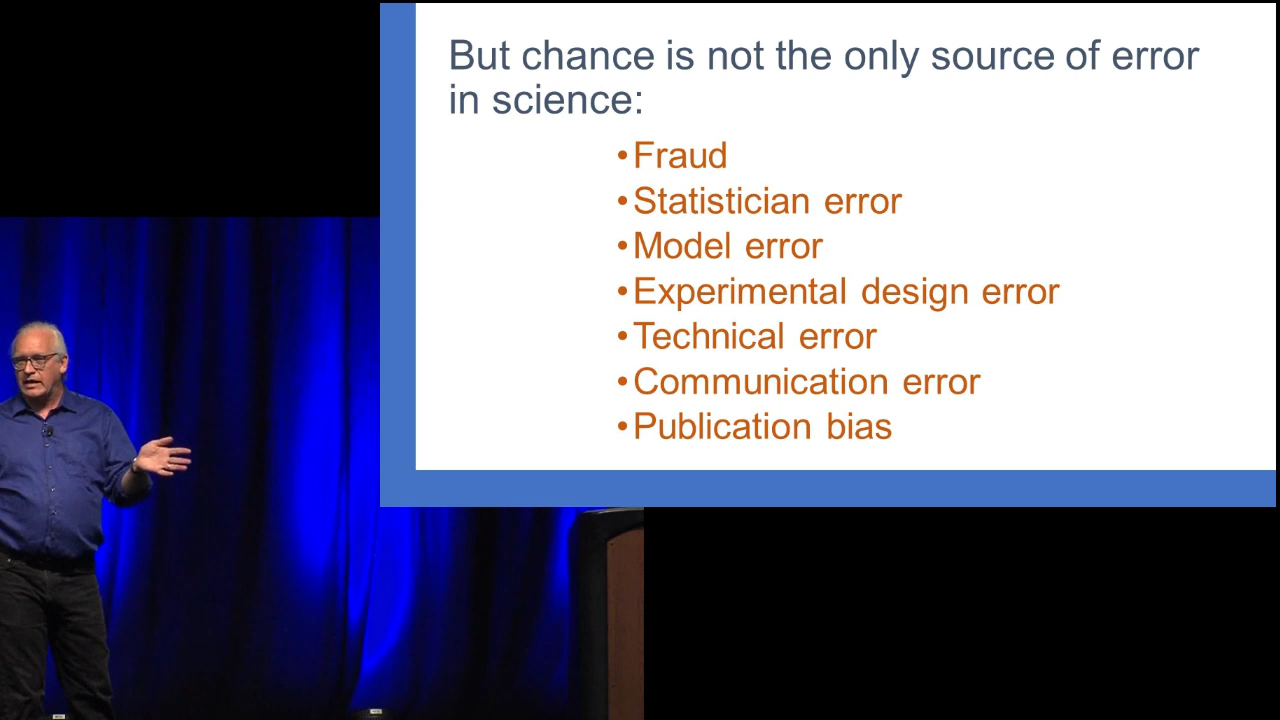 But chance is not the only source of error
in science:
•Fraud
•Statistician error
•Model error
•Experimental design error
•Technical error
•Communication error
•Publication bias